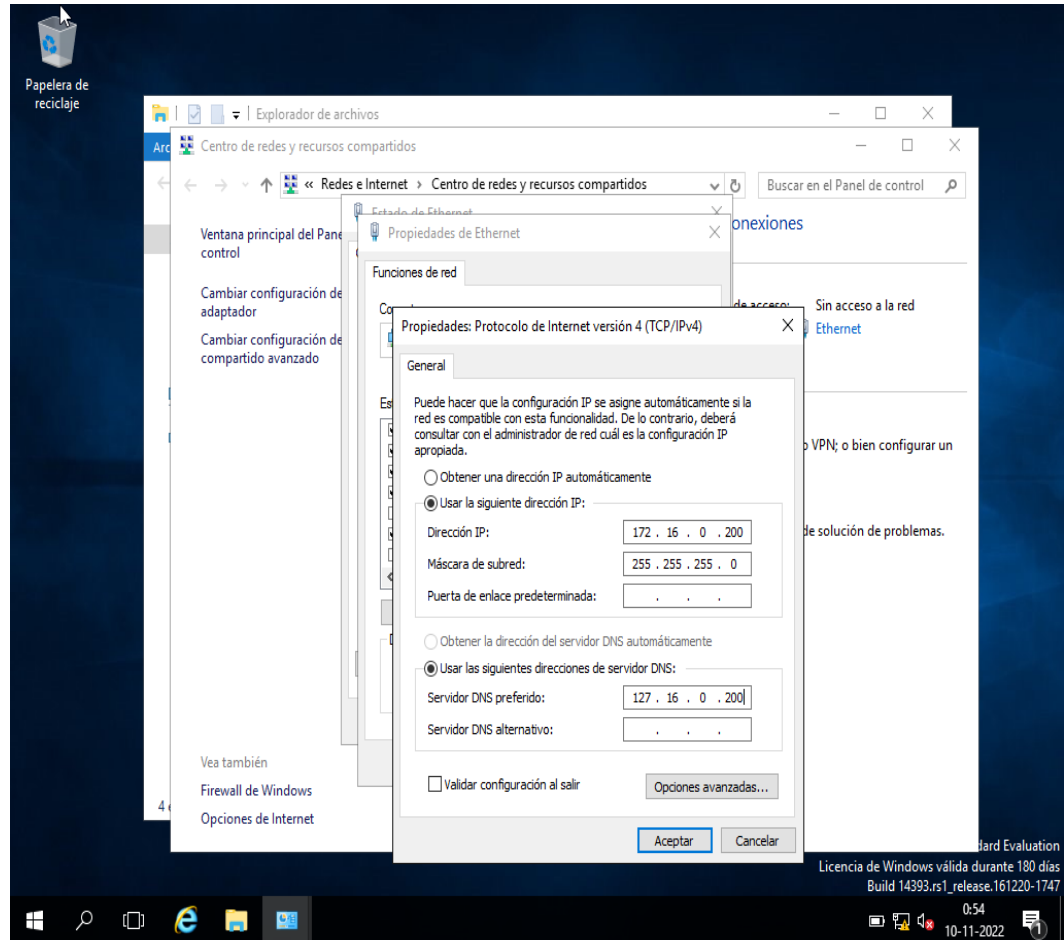 Papelera de
reciclaje
Explorador de archivos
Arc
Centro de redes y recursos compartidos
« Redes e Internet > Centro de redes y recursos compartidos
Buscar en el Panel de control
Ventana principal del Pane
control
Cambiar configuración de
adaptador
Cambiar configuración de
compartido avanzado
Vea también
Firewall de Windows
Opciones de Internet
4 e
onexiones
de acceso:
Sin acceso a la red
Ethernet
o VPN; o bien configurar un
de solución de problemas.
Estado de Ethernet
Propiedades de Ethernet
Funciones de red
Co
Es
Propiedades: Protocolo de Internet versión 4 (TCP/IPv4)
General
Puede hacer que la configuración IP se asigne automáticamente si la
red es compatible con esta funcionalidad. De lo contrario, deberá
consultar con el administrador de red cuál es la configuración IP
apropiada.
Obtener una dirección IP automáticamente
Usar la siguiente dirección IP:
Dirección IP: 172 . 16 . 0 . 200
Máscara de subred: 255 . 255 . 255 . 0
Puerta de enlace predeterminada: . . .
Obtener la dirección del servidor DNS automáticamente
Usar las siguientes direcciones de servidor DNS:
Servidor DNS preferido: 127 . 16 . 0 . 200
Servidor DNS alternativo: . . .
Validar configuración al salir
Opciones avanzadas...
Aceptar
Cancelar
dard Evaluation
Licencia de Windows válida durante 180 días
Build 14393.rs1_release.161220-1747
0:54
10-11-2022
1